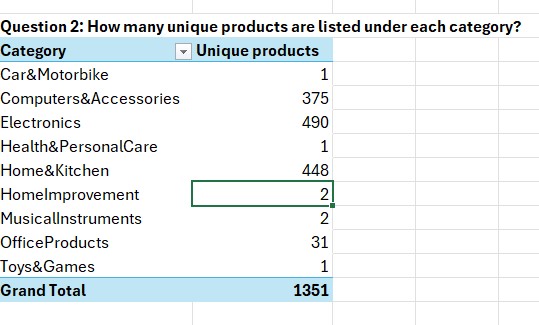 Question 2: How many unique products are listed under each category?
Category Unique products
Car&Motorbike 1
Computers&Accessories 375
Electronics 490
Health&PersonalCare 1
Home&Kitchen 448
HomeImprovement 2
MusicalInstruments 2
OfficeProducts 31
Toys&Games 1
Grand Total 1351